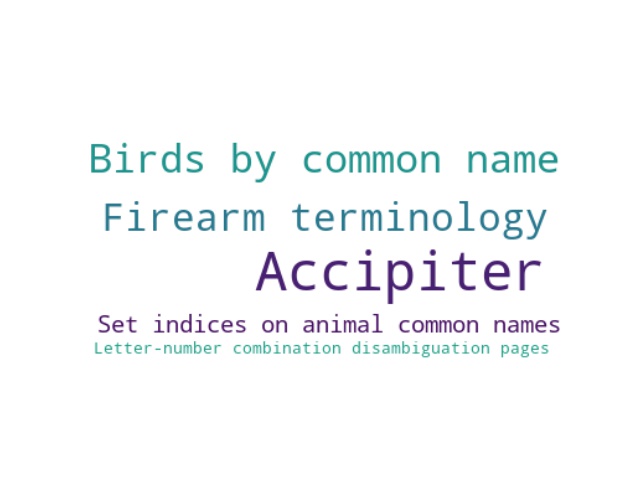 Birds by common name
Firearm terminology
Accipiter
Set indices on animal common names
Letter-number combination disambiguation pages